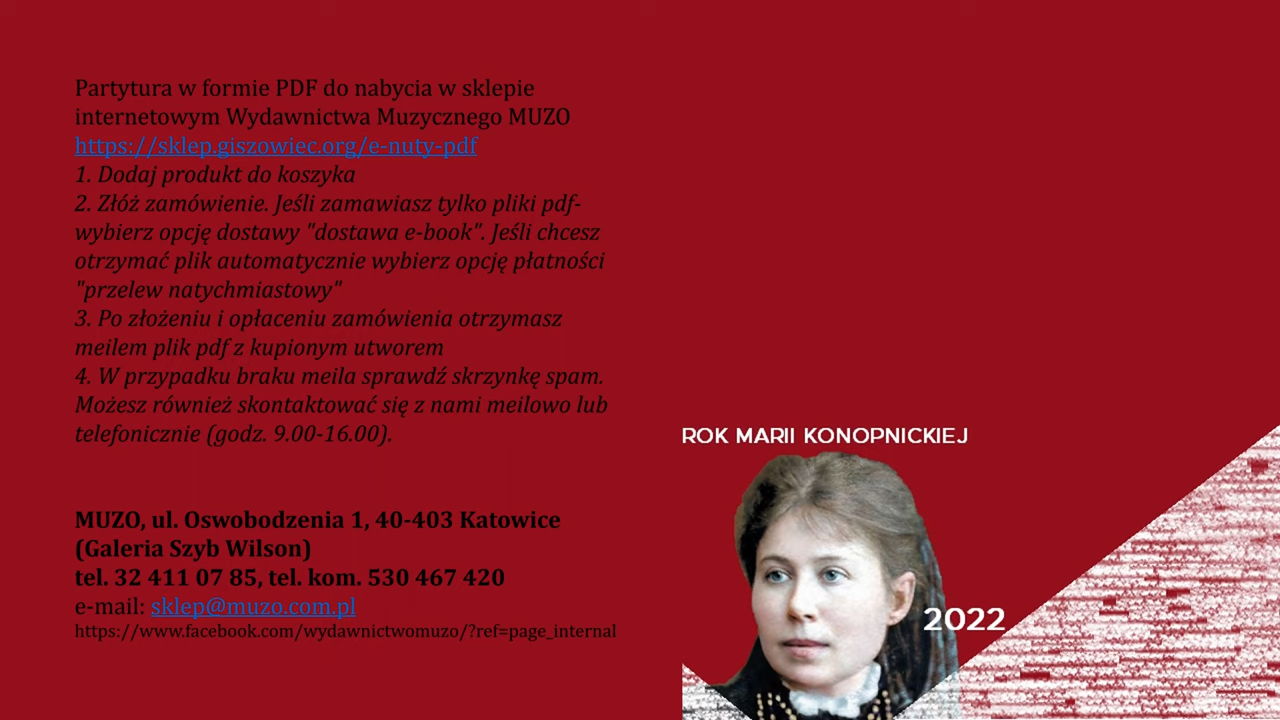 Partytura w formie PDF do nabycia w sklepie
internetowym Wydawnictwa Muzycznego MUZO
https://sklep.giszowiec.org/e-nuty-pdf
1. Dodaj produkt do koszyka
2. Złóż zamówienie. Jeśli zamawiasz tylko pliki pdf-
wybierz opcję dostawy "dostawa e-book". Jeśli chcesz
otrzymać plik automatycznie wybierz opcję płatności
"przelew natychmiastowy"
3. Po złożeniu i opłaceniu zamówienia otrzymasz
meilem plik pdf z kupionym utworem
4. W przypadku braku meila sprawdź skrzynkę spam.
Możesz również skontaktować się z nami meilowo lub
telefonicznie (godz. 9.00-16.00).
MUZO, ul. Oswobodzenia 1, 40-403 Katowice
(Galeria Szyb Wilson)
tel. 32 411 07 85, tel. kom. 530 467 420
e-mail: sklep@muzo.com.pl
https://www.facebook.com/wydawnictwomuzo/?ref=page_internal
ROK MARII KONOPNICKIEJ
2022